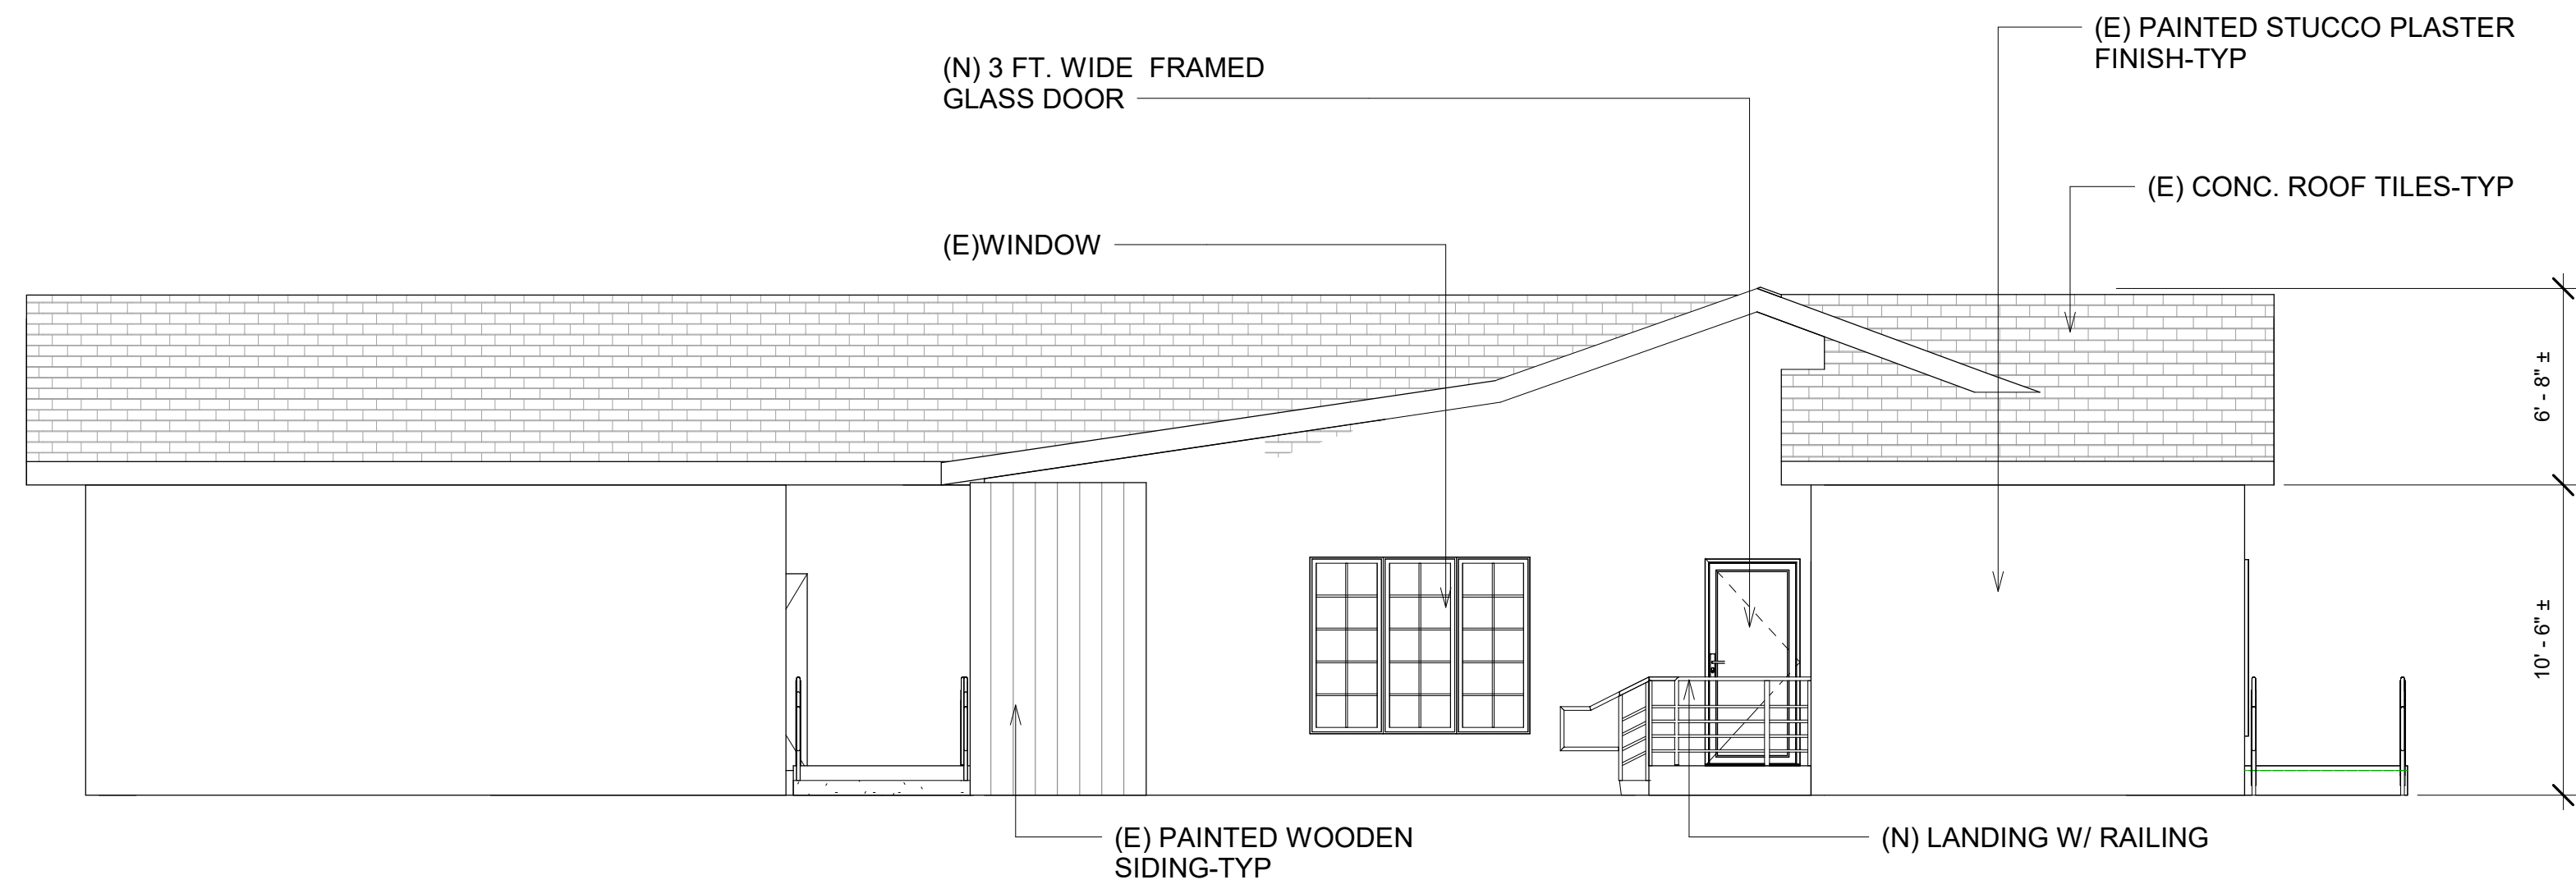 (E) PAINTED STUCCO PLASTER
FINISH-TYP
(N) 3 FT. WIDE  FRAMED
GLASS DOOR
(E) CONC. ROOF TILES-TYP
(E)WINDOW
6' - 8" ±
10' - 6" ±
(E) PAINTED WOODEN
SIDING-TYP
(N) LANDING W/ RAILING